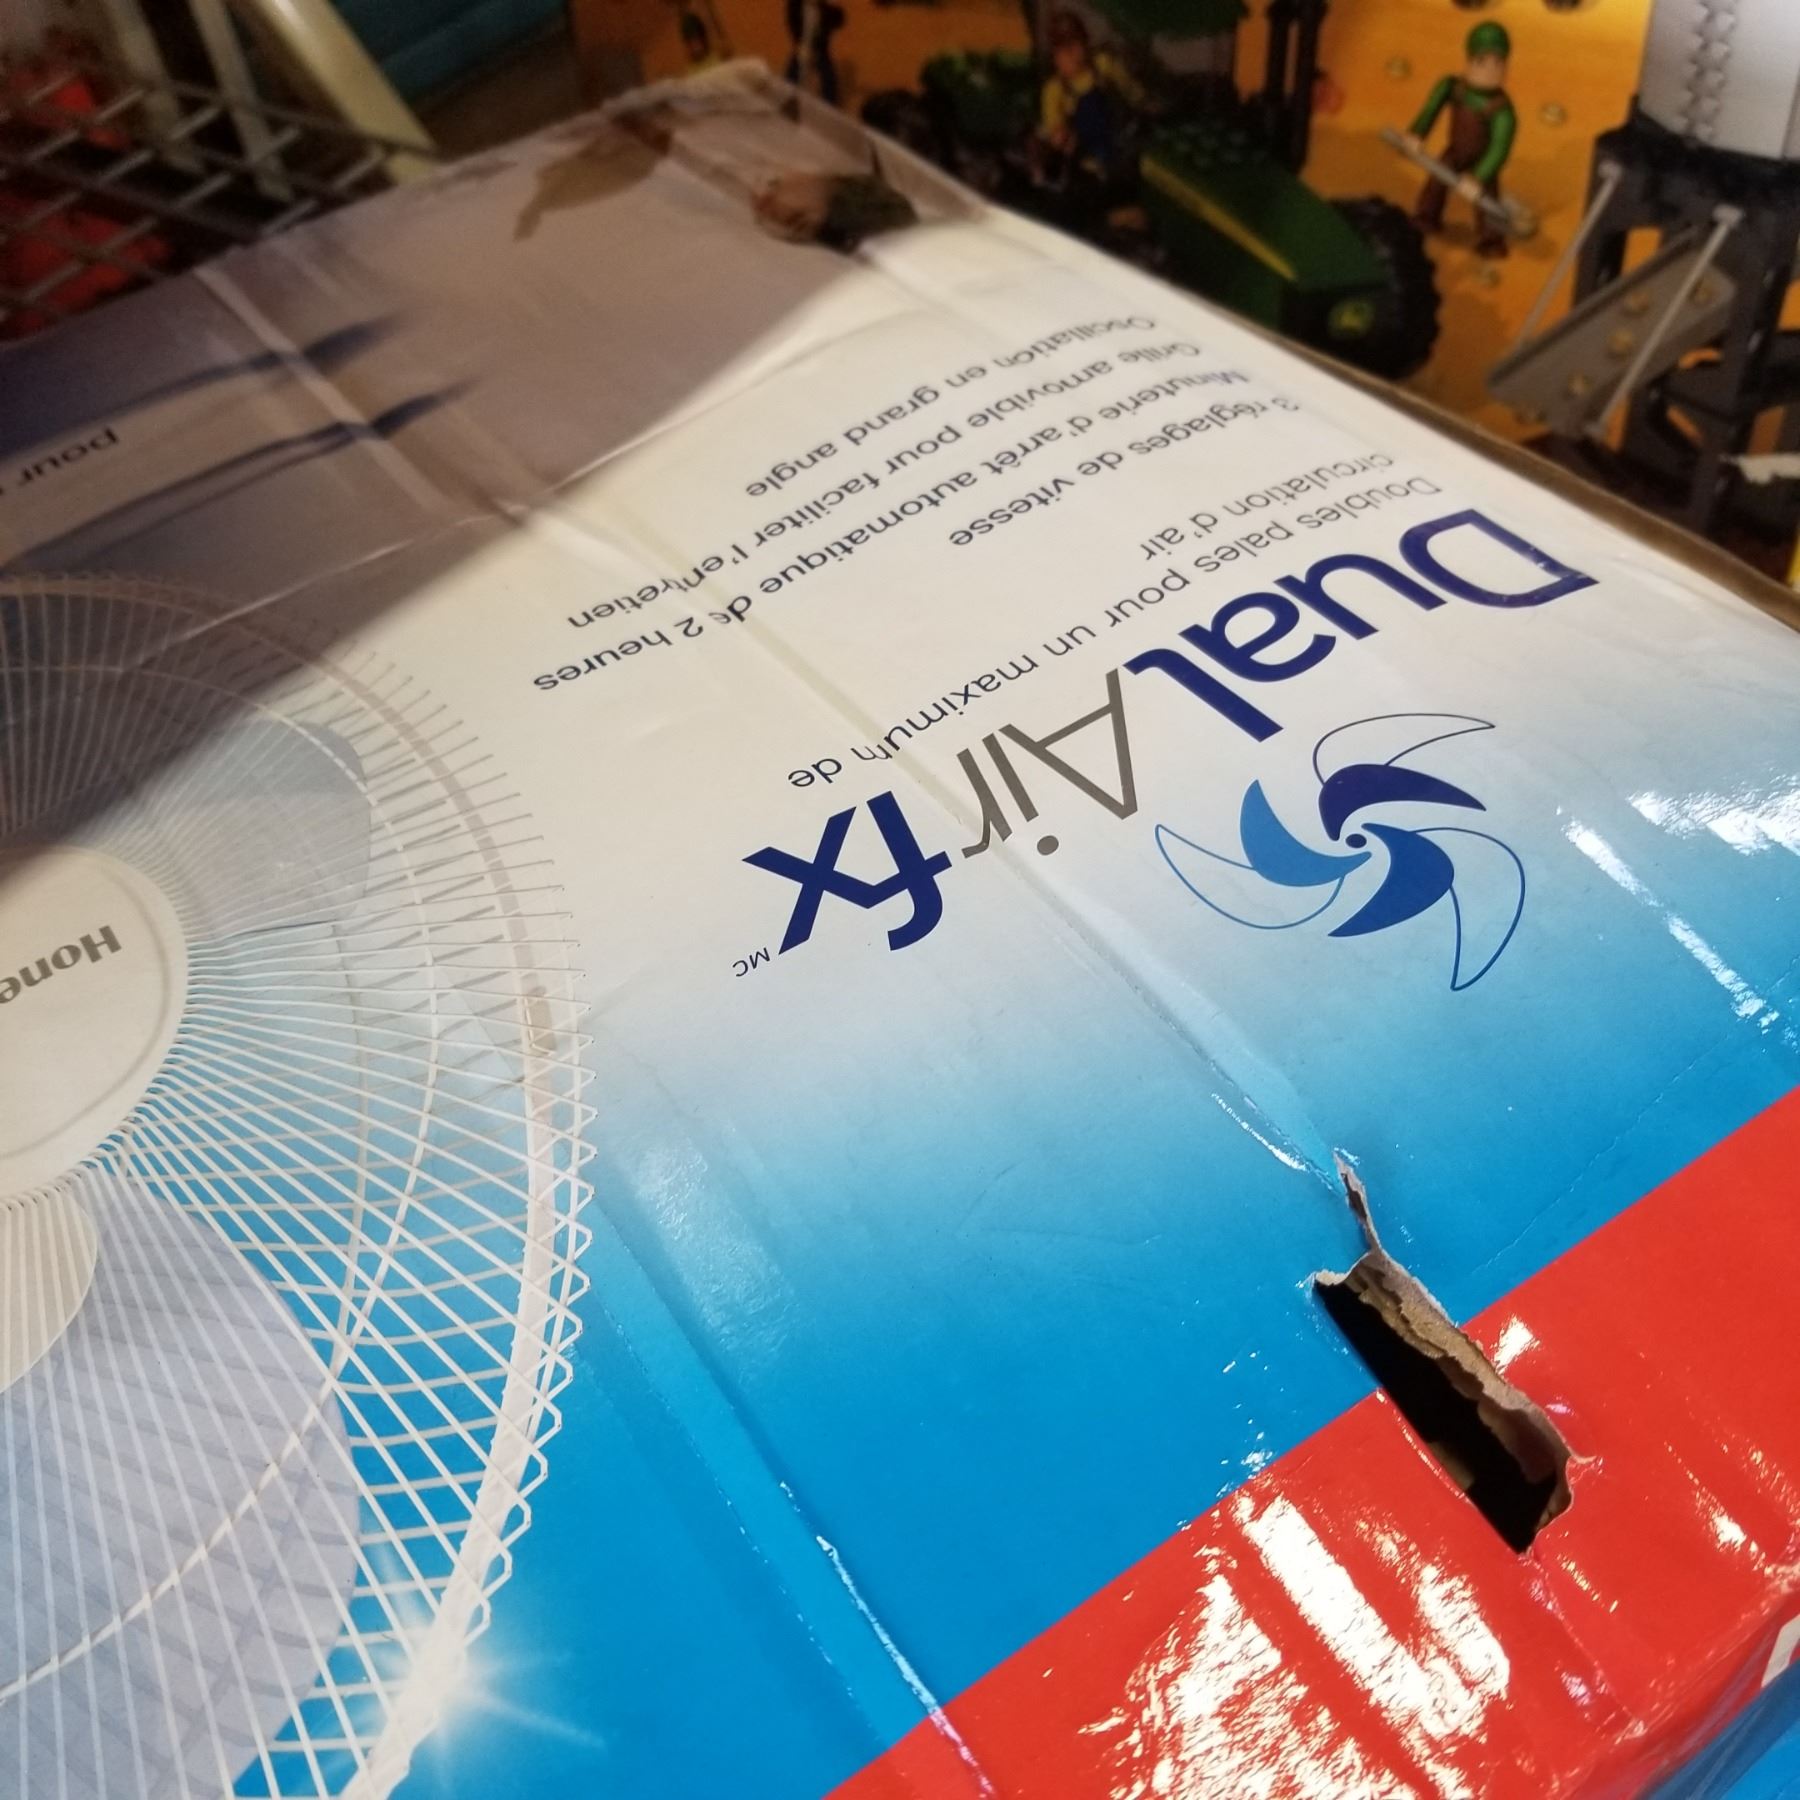 DualAirfx MC
Doubles pales pour un maximum de
circulation d'air
3 réglages de vitesse
Minuterie d'arrêt automatique de 2 heures
Grille amovible pour faciliter l'entretien
Oscillation en grand angle
Hone
pour